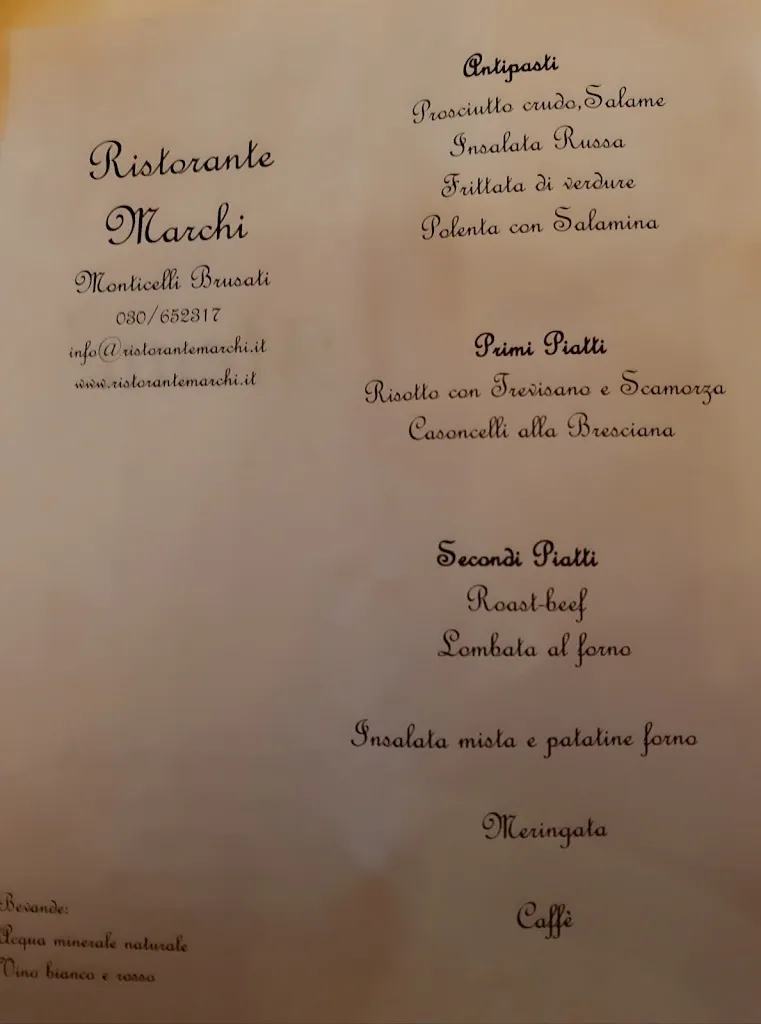 Ristorante
Marchi
Monticelli Brusati
030/652317
info@ristorantemarchi.it
www.ristorantemarchi.it
Antipasti
Prosciutto crudo,Salame
Insalata Russa
Frittata di verdure
Polenta con Salamina
Primi Piatti
Risotto con Trevisano e Scamorza
Casoncelli alla Bresciana
Secondi Piatti
Roast-beef
Lombata al forno
Insalata mista e patatine forno
Meringata
Caffè
Bevande:
Acqua minerale naturale
Vino bianco e rosso